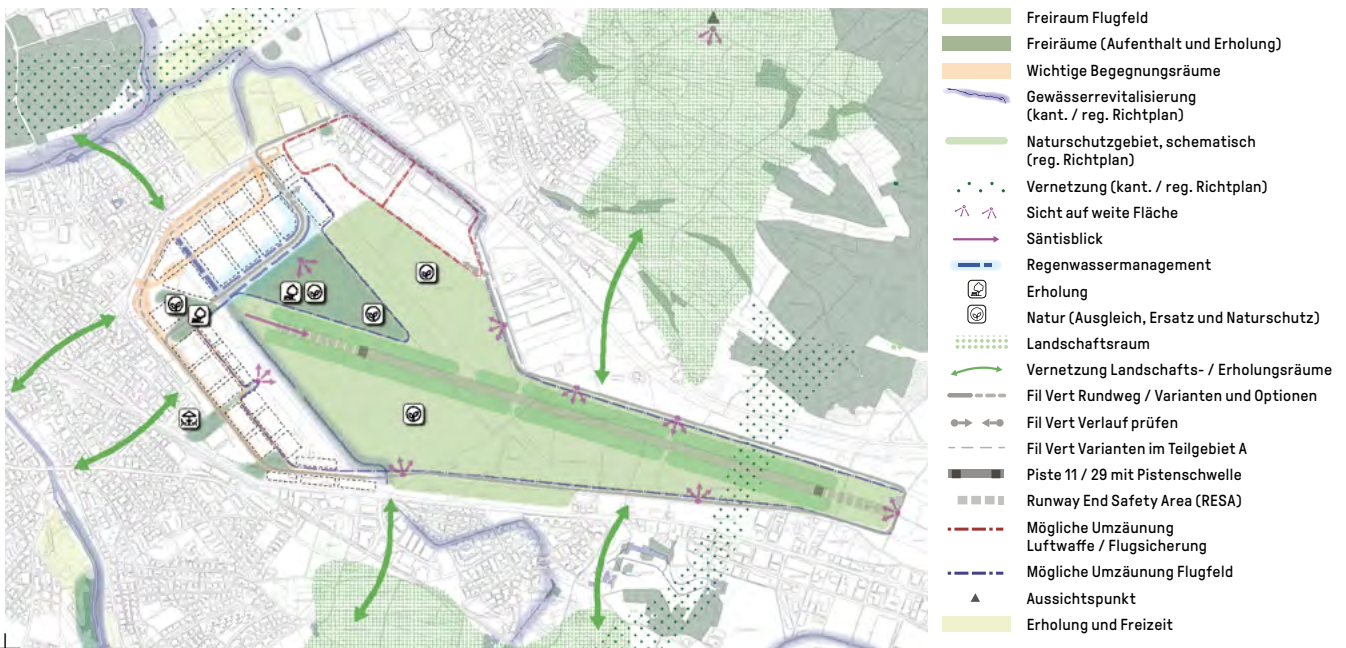 Freiraum Flugfeld
Freiräume (Aufenthalt und Erholung)
Wichtige Begegnungsräume
Gewässerrevitalisierung
(kant. / reg. Richtplan)
Naturschutzgebiet, schematisch
(reg. Richtplan)
Vernetzung (kant. / reg. Richtplan)
Sicht auf weite Fläche
Säntisblick
Regenwassermanagement
Erholung
Natur (Ausgleich, Ersatz und Naturschutz)
Landschaftsraum
Vernetzung Landschafts- / Erholungsräume
Fil Vert Rundweg / Varianten und Optionen
Fil Vert Verlauf prüfen
Fil Vert Varianten im Teilgebiet A
Piste 11 / 29 mit Pistenschwelle
Runway End Safety Area (RESA)
Mögliche Umzäunung
Luftwaffe / Flugsicherung
Mögliche Umzäunung Flugfeld
Aussichtspunkt
Erholung und Freizeit